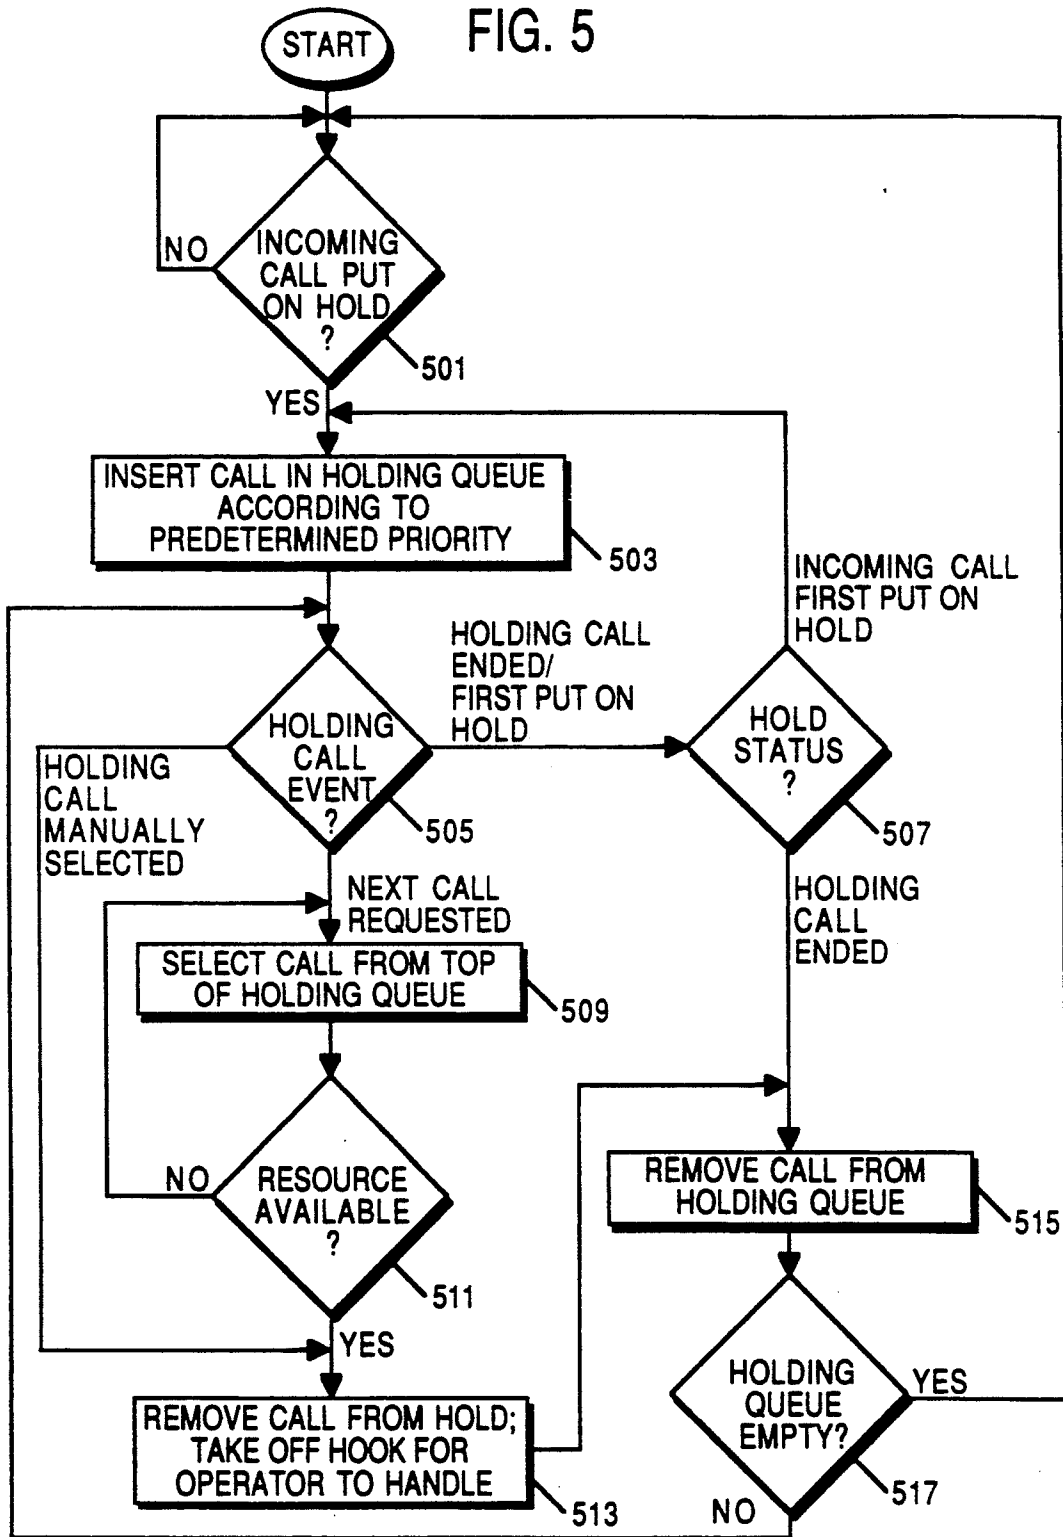 FIG. 5
START
NO
INCOMING
CALL PUT
ON HOLD
?
501
YES
INSERT CALL IN HOLDING QUEUE
ACCORDING TO
PREDETERMINED PRIORITY
503
INCOMING CALL
FIRST PUT ON
HOLD
HOLDING CALL
ENDED/
FIRST PUT ON
HOLD
HOLDING
CALL
EVENT
?
505
HOLD
STATUS
?
507
HOLDING
CALL
MANUALLY
SELECTED
NEXT CALL
REQUESTED
HOLDING
CALL
ENDED
SELECT CALL FROM TOP
OF HOLDING QUEUE
509
NO
RESOURCE
AVAILABLE
?
511
YES
REMOVE CALL FROM
HOLDING QUEUE
515
REMOVE CALL FROM HOLD;
TAKE OFF HOOK FOR
OPERATOR TO HANDLE
513
HOLDING
QUEUE
EMPTY?
YES
517
NO